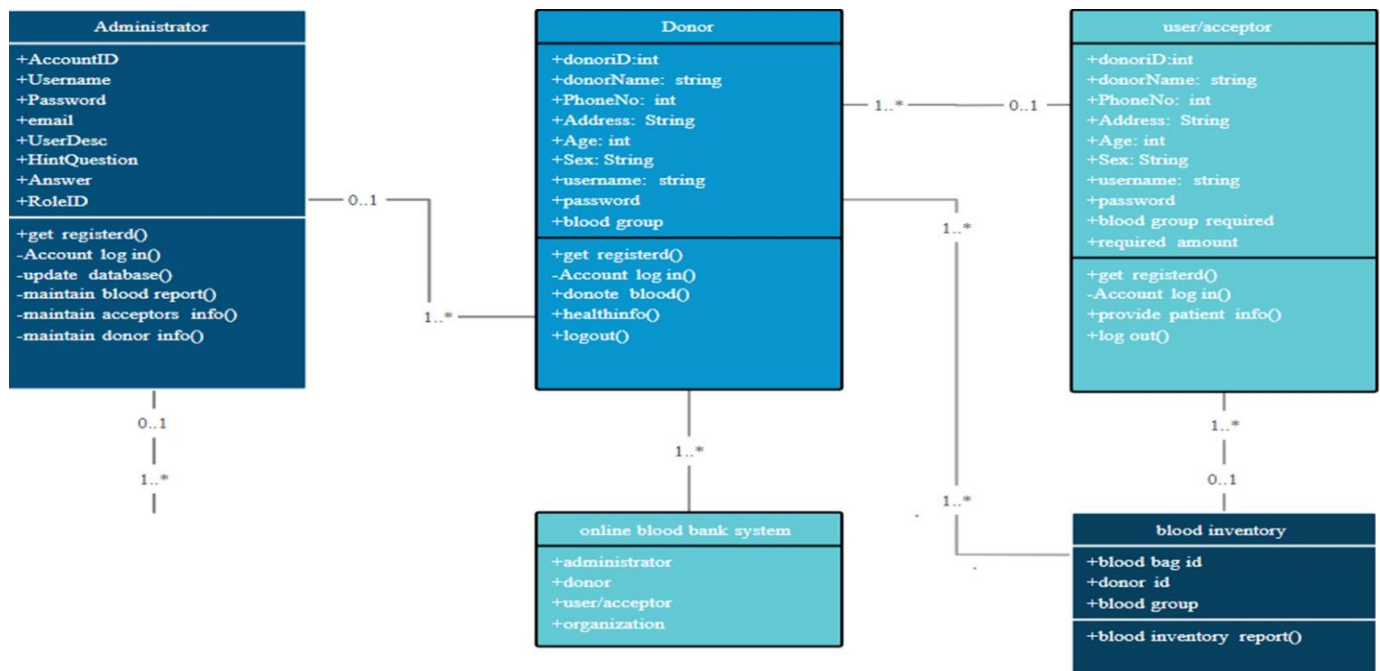 Administrator
+AccountID
+Username
+Password
+email
+UserDesc
+HintQuestion
+Answer
+RoleID
+get registerd()
-Account log in()
-update database()
-maintain blood report()
-maintain acceptors info()
-maintain donor info()
0..1
1..*
0..1
1..*
Donor
+donoriD:int
+donorName: string
+PhoneNo: int
+Address: String
+Age: int
+Sex: String
+username: string
+password
+blood group
+get registerd()
-Account log in()
+donote blood()
+healthinfo()
+logout()
1..*
0..1
1..*
1..*
1..*
user/acceptor
+donoriD:int
+donorName: string
+PhoneNo: int
+Address: String
+Age: int
+Sex: String
+username: string
+password
+blood group required
+required amount
+get registerd()
-Account log in()
+provide patient info()
+log out()
1..*
0..1
online blood bank system
+administrator
+donor
+user/acceptor
+organization
blood inventory
+blood bag id
+donor id
+blood group
+blood inventory report()